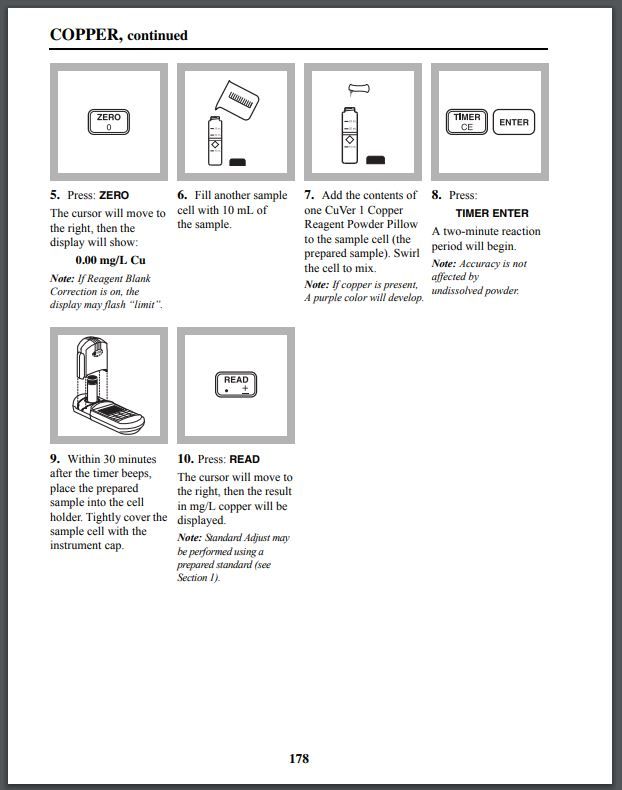 COPPER, continued
ZERO
0
TIMER
CE
ENTER
5. Press: ZERO
The cursor will move to
the right, then the
display will show:
0.00 mg/L Cu
Note: If Reagent Blank
Correction is on, the
display may flash “limit”.
6. Fill another sample
cell with 10 mL of
the sample.
7. Add the contents of
one CuVer 1 Copper
Reagent Powder Pillow
to the sample cell (the
prepared sample). Swirl
the cell to mix.
Note: If copper is present,
A purple color will develop.
8. Press:
TIMER ENTER
A two-minute reaction
period will begin.
Note: Accuracy is not
affected by
undissolved powder.
READ
. ±
9. Within 30 minutes
after the timer beeps,
place the prepared
sample into the cell
holder. Tightly cover the
sample cell with the
instrument cap.
10. Press: READ
The cursor will move to
the right, then the result
in mg/L copper will be
displayed.
Note: Standard Adjust may
be performed using a
prepared standard (see
Section 1).
178